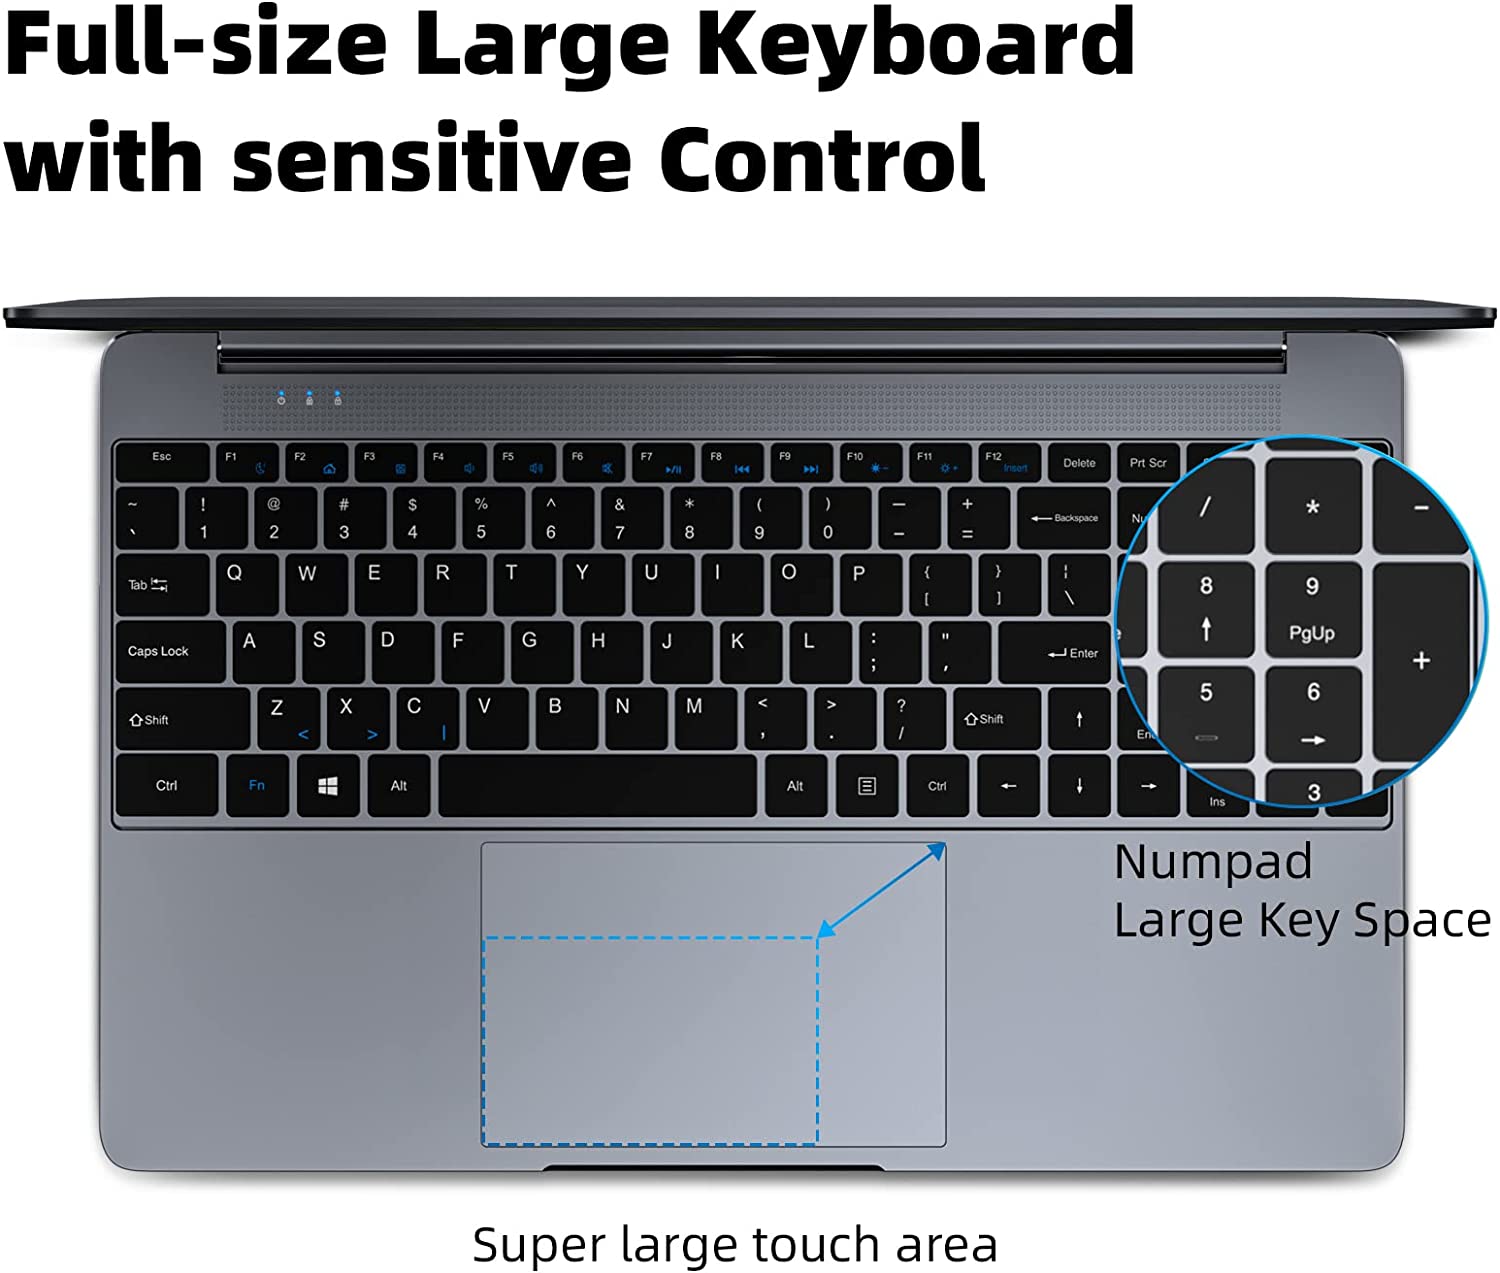 Full-size Large Keyboard
with sensitive Control
Esc F1 F2 F3 F4 F5 F6 F7 F8 F9 F10 F11 F12 Insert Delete Prt Scr
~ ! @ # $ % ^ & * ( ) — +
` 1 2 3 4 5 6 7 8 9 0 – = Backspace
/ * -
Tab Q W E R T Y U I O P { } ¦
[ ] \
8 9
PgUp
+
Caps Lock A S D F G H J K L : "
; , Enter
5 6
Shift Z X C V B N M < > ? Shift
< > | , . /
Ctrl Fn Alt Alt Ctrl Ins 3
Numpad
Large Key Space
Super large touch area